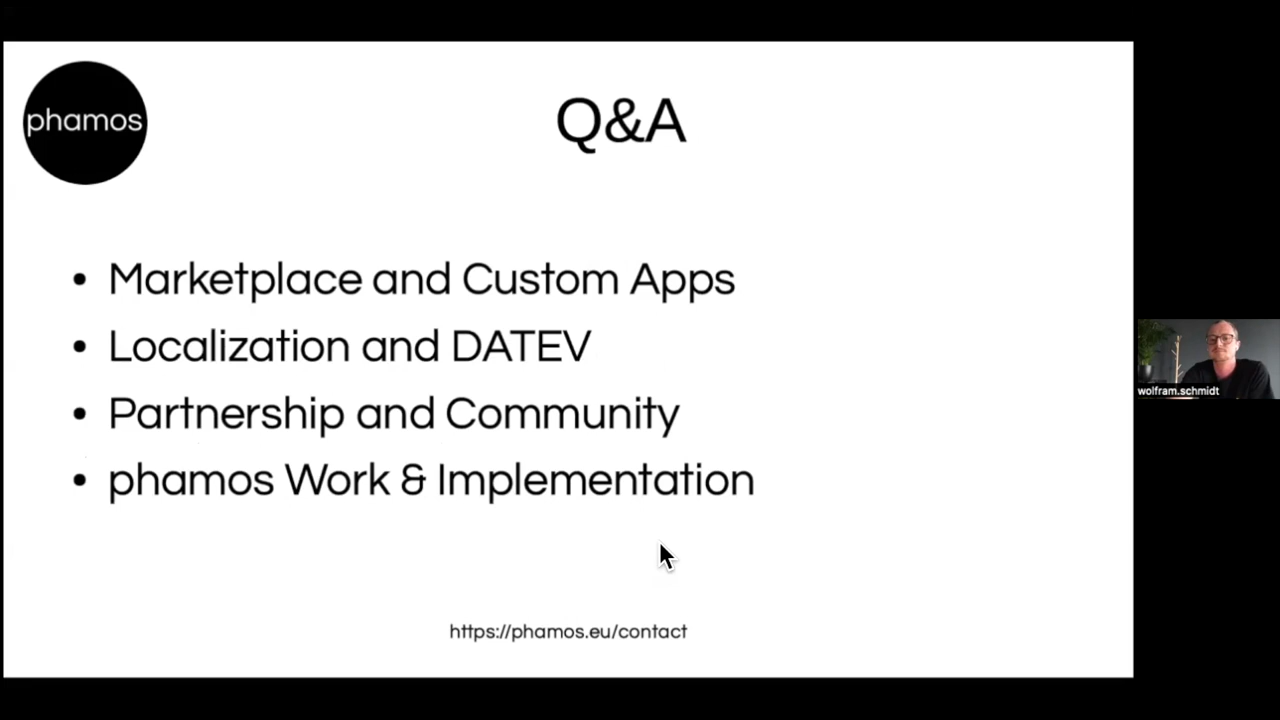 phamos
Q&A
• Marketplace and Custom Apps
• Localization and DATEV
• Partnership and Community
• phamos Work & Implementation
https://phamos.eu/contact
wolfram.schmidt